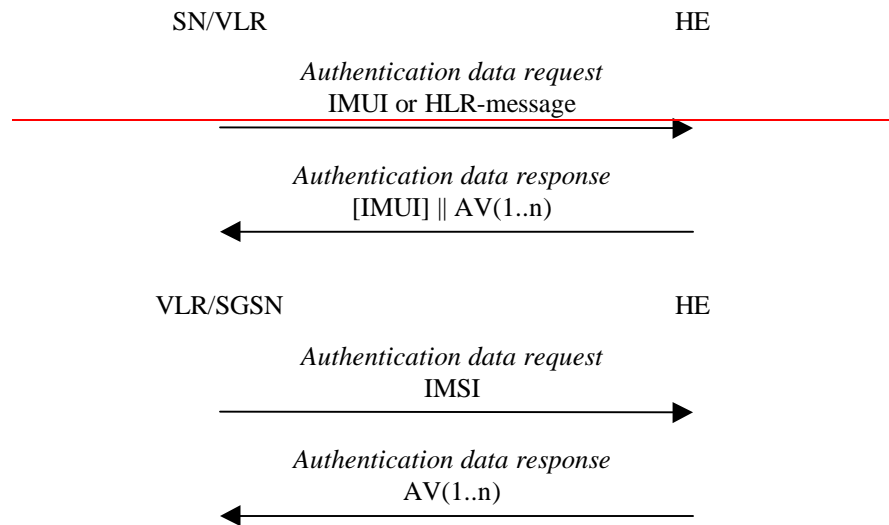 SN/VLR HE
Authentication data request
IMUI or HLR-message
Authentication data response
[IMUI] || AV(1..n)
VLR/SGSN HE
Authentication data request
IMSI
Authentication data response
AV(1..n)